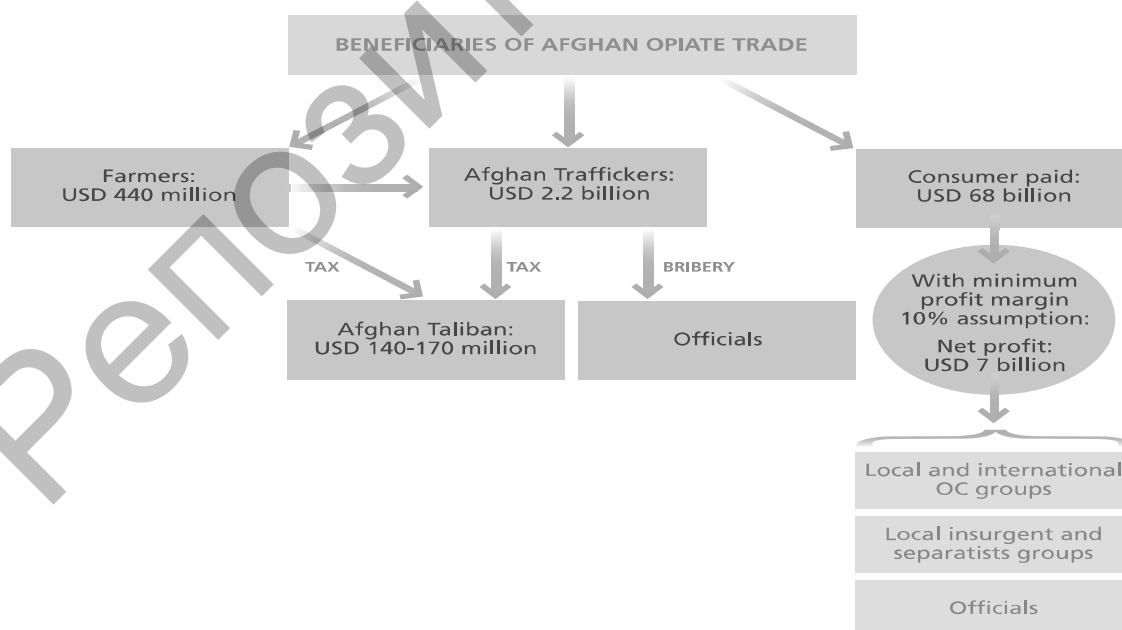 BENEFICIARIES OF AFGHAN OPIATE TRADE
Farmers:
USD 440 million
Afghan Traffickers:
USD 2.2 billion
Consumer paid:
USD 68 billion
TAX
TAX
BRIBERY
Afghan Taliban:
USD 140-170 million
Officials
With minimum
profit margin
10% assumption:
Net profit:
USD 7 billion
Local and international
OC groups
Local insurgent and
separatists groups
Officials